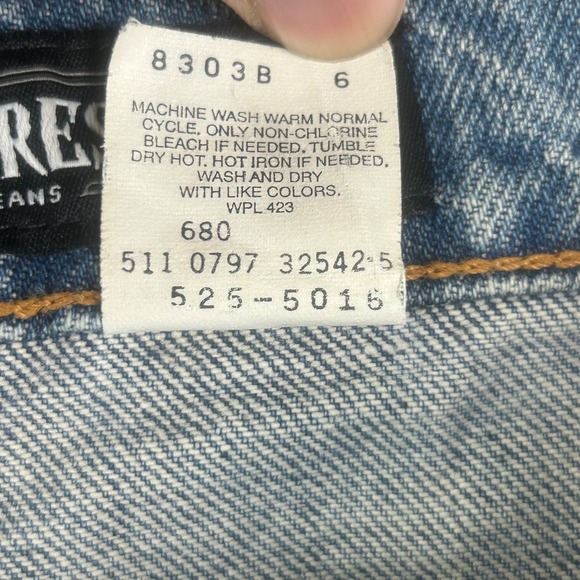 8303B 6
MACHINE WASH WARM NORMAL
CYCLE. ONLY NON-CHLORINE
BLEACH IF NEEDED. TUMBLE
DRY HOT. HOT IRON IF NEEDED.
WASH AND DRY
WITH LIKE COLORS.
WPL 423
680
511 0797 32542-5
525-5016